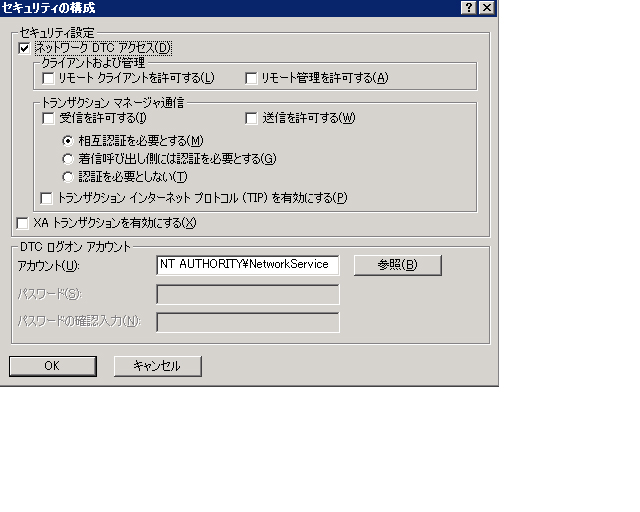 セキュリティの構成
セキュリティ設定
ネットワーク DTC アクセス(D)
クライアントおよび管理
リモート クライアントを許可する(L)
リモート管理を許可する(A)
トランザクション マネージャ通信
受信を許可する(I)
送信を許可する(W)
相互認証を必要とする(M)
着信呼び出し側には認証を必要とする(G)
認証を必要としない(T)
トランザクション インターネット プロトコル (TIP) を有効にする(P)
XA トランザクションを有効にする(X)
DTC ログオン アカウント
アカウント(U):
NT AUTHORITY¥NetworkService
参照(B)
パスワード(S):
パスワードの確認入力(N):
OK
キャンセル